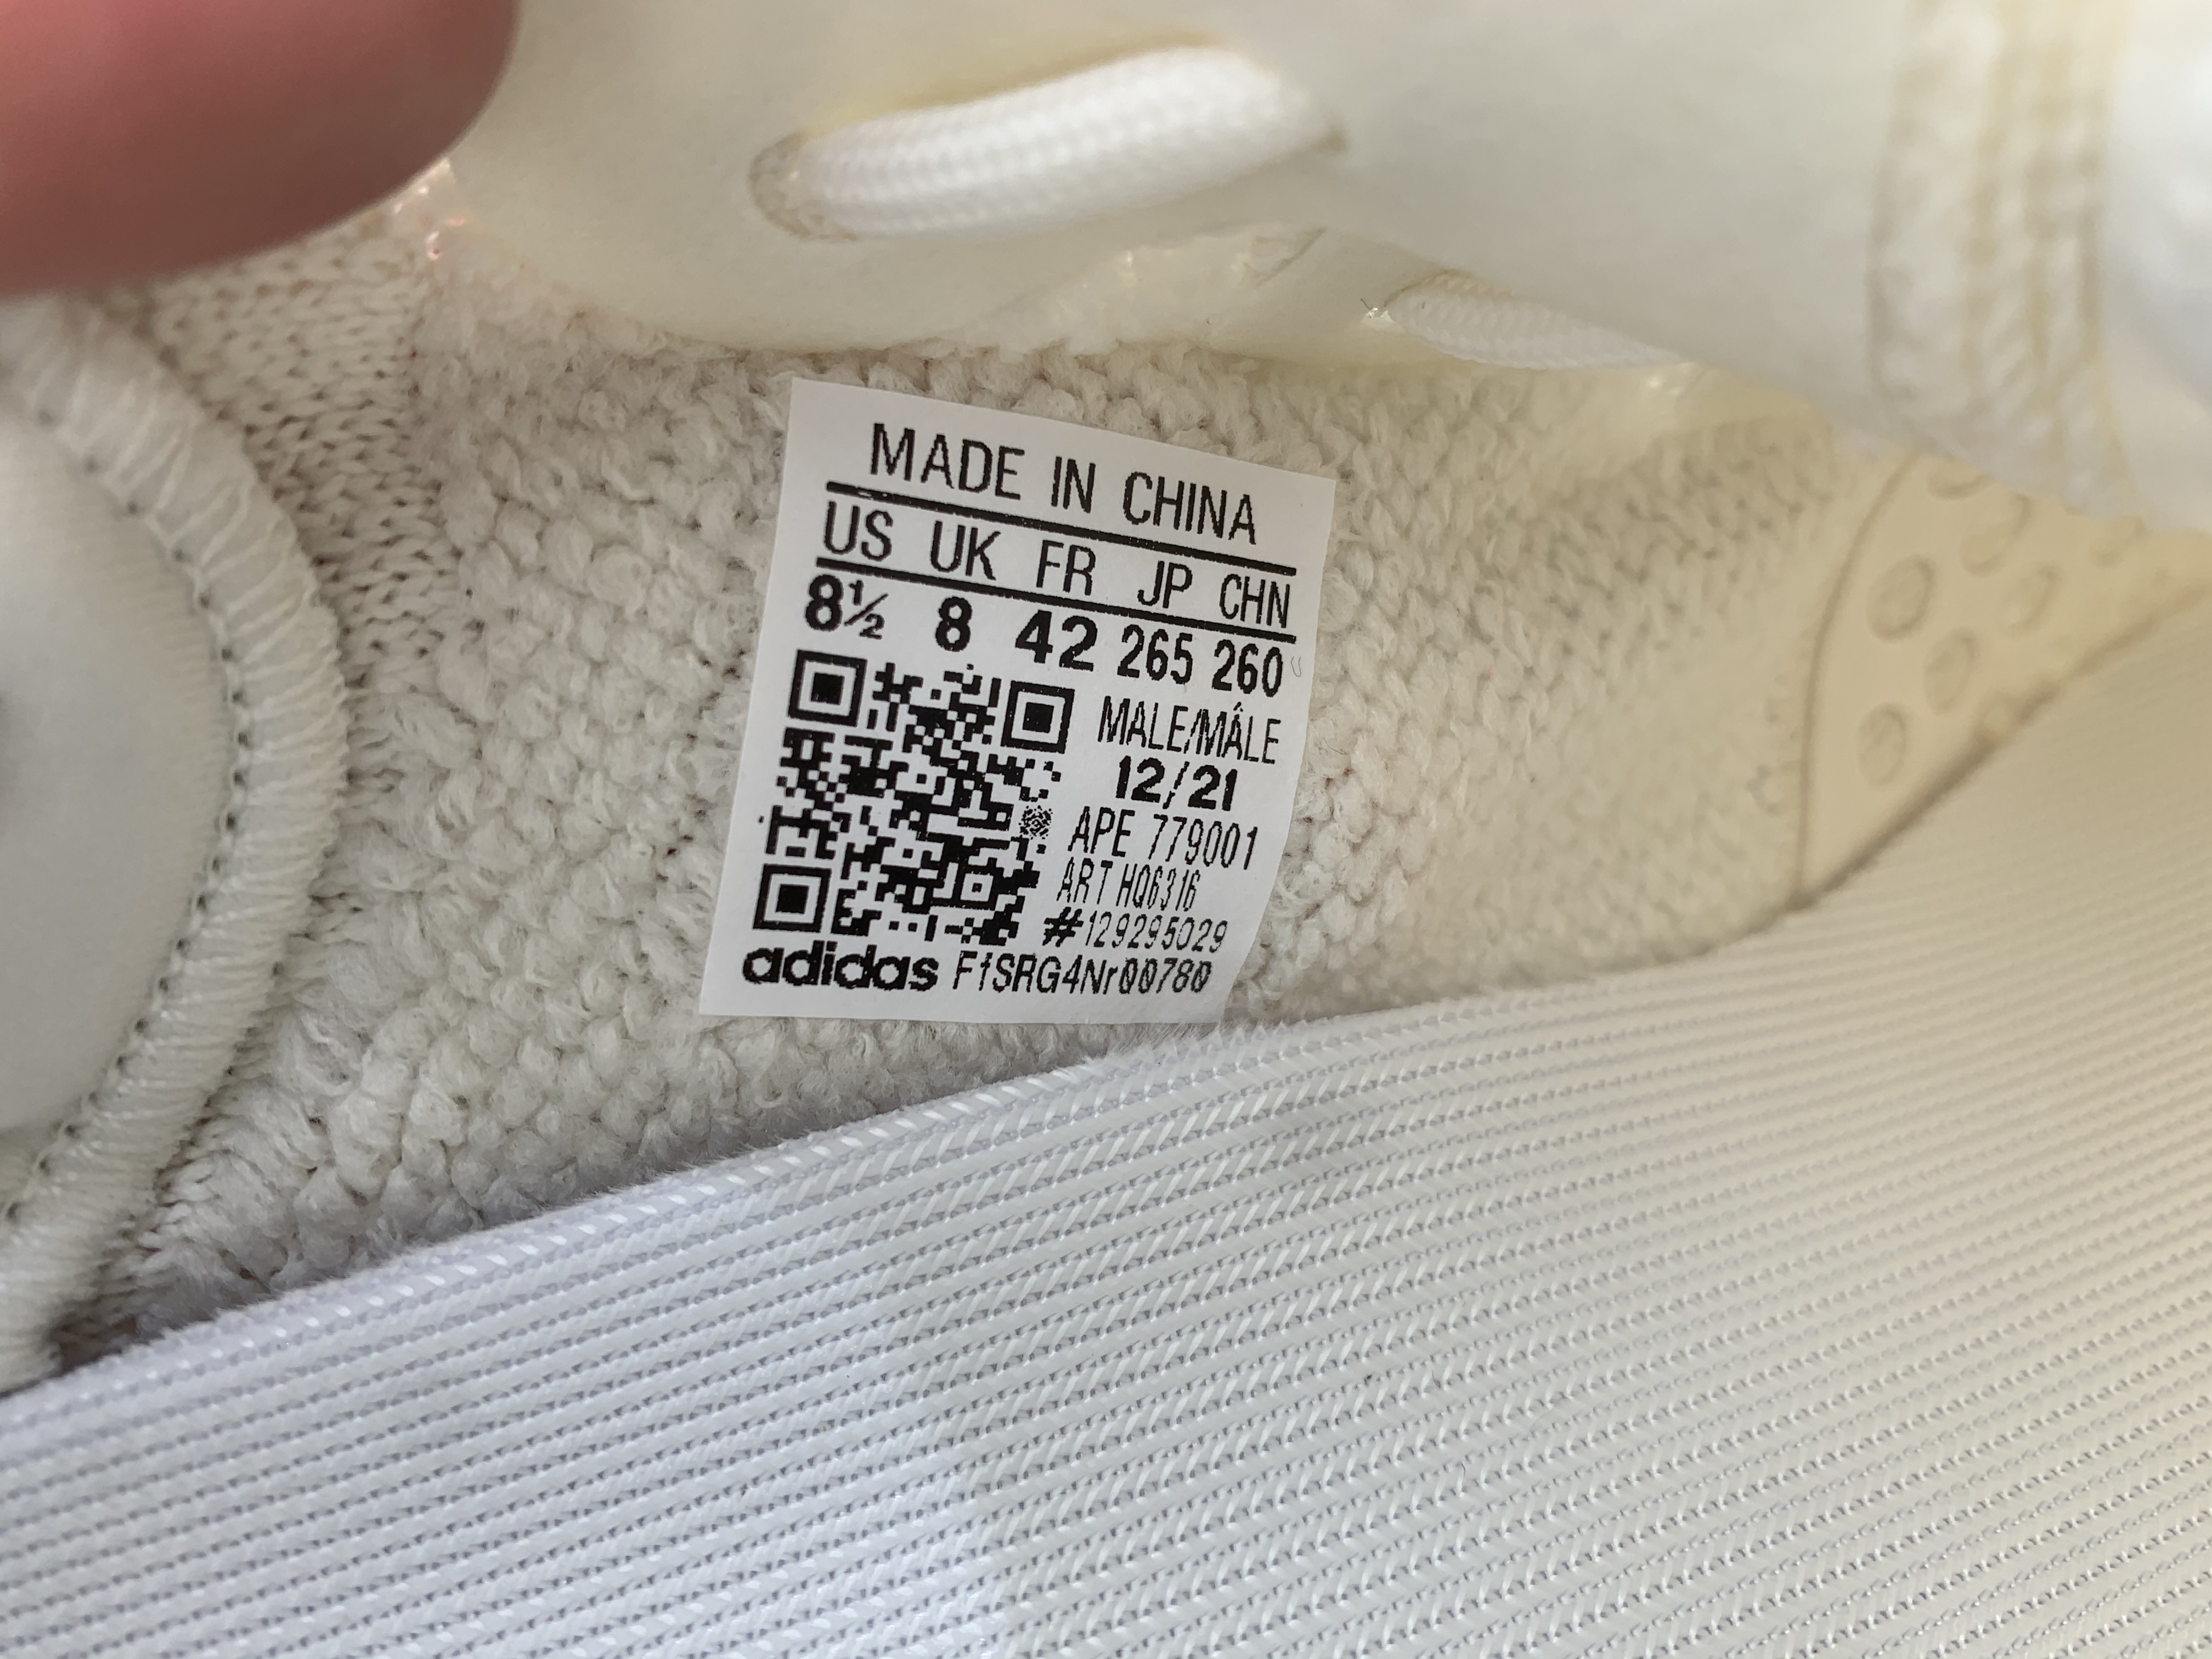 MADE IN CHINA
US UK FR JP CHN
8½ 8 42 265 260
MALE/MÂLE
12/21
APE 779001
ART HQ6316
#129295029
adidas FfSRG4Nr00780